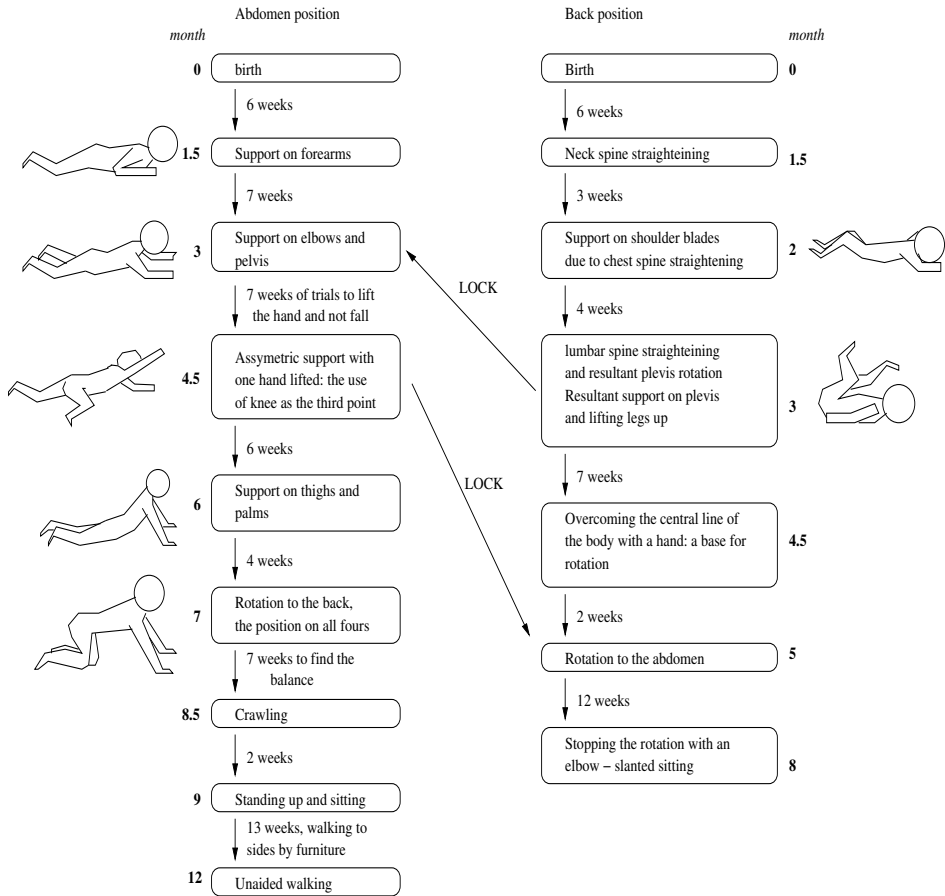 Abdomen position
month
0
birth
6 weeks
1.5
Support on forearms
7 weeks
3
Support on elbows and
pelvis
7 weeks of trials to lift
the hand and not fall
4.5
Assymetric support with
one hand lifted: the use
of knee as the third point
6 weeks
6
Support on thighs and
palms
4 weeks
7
Rotation to the back,
the position on all fours
7 weeks to find the
balance
8.5
Crawling
2 weeks
9
Standing up and sitting
13 weeks, walking to
sides by furniture
12
Unaided walking
LOCK
LOCK
Back position
month
Birth
0
6 weeks
Neck spine straighteining
1.5
3 weeks
Support on shoulder blades
due to chest spine straightening
2
4 weeks
lumbar spine straighteining
and resultant plevis rotation
Resultant support on plevis
and lifting legs up
3
7 weeks
Overcoming the central line of
the body with a hand: a base for
rotation
4.5
2 weeks
Rotation to the abdomen
5
12 weeks
Stopping the rotation with an
elbow − slanted sitting
8